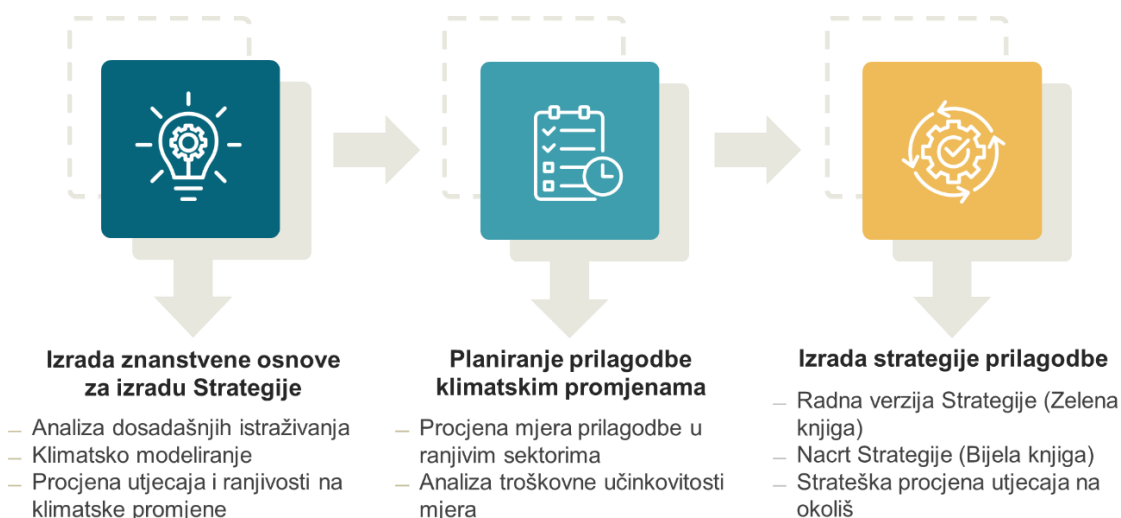 Izrada znanstvene osnove
za izradu Strategije
– Analiza dosadašnjih istraživanja
– Klimatsko modeliranje
– Procjena utjecaja i ranjivosti na
klimatske promjene
Planiranje prilagodbe
klimatskim promjenama
– Procjena mjera prilagodbe u
ranjivim sektorima
– Analiza troškovne učinkovitosti
mjera
Izrada strategije prilagodbe
– Radna verzija Strategije (Zelena
knjiga)
– Nacrt Strategije (Bijela knjiga)
– Strateška procjena utjecaja na
okoliš